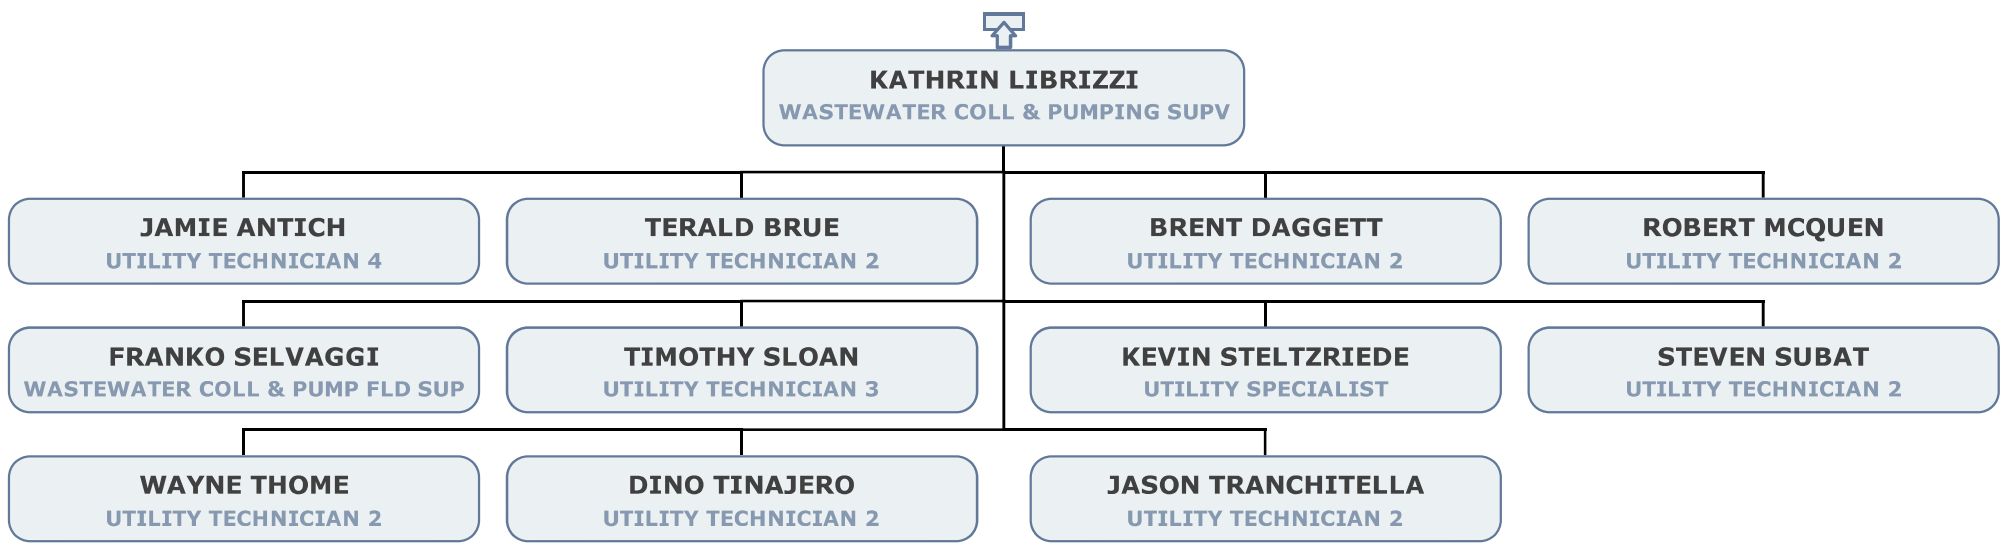 KATHRIN LIBRIZZI
WASTEWATER COLL & PUMPING SUPV
JAMIE ANTICH
UTILITY TECHNICIAN 4
TERALD BRUE
UTILITY TECHNICIAN 2
BRENT DAGGETT
UTILITY TECHNICIAN 2
ROBERT MCQUEN
UTILITY TECHNICIAN 2
FRANKO SELVAGGI
WASTEWATER COLL & PUMP FLD SUP
TIMOTHY SLOAN
UTILITY TECHNICIAN 3
KEVIN STELTZRIEDE
UTILITY SPECIALIST
STEVEN SUBAT
UTILITY TECHNICIAN 2
WAYNE THOME
UTILITY TECHNICIAN 2
DINO TINAJERO
UTILITY TECHNICIAN 2
JASON TRANCHITELLA
UTILITY TECHNICIAN 2